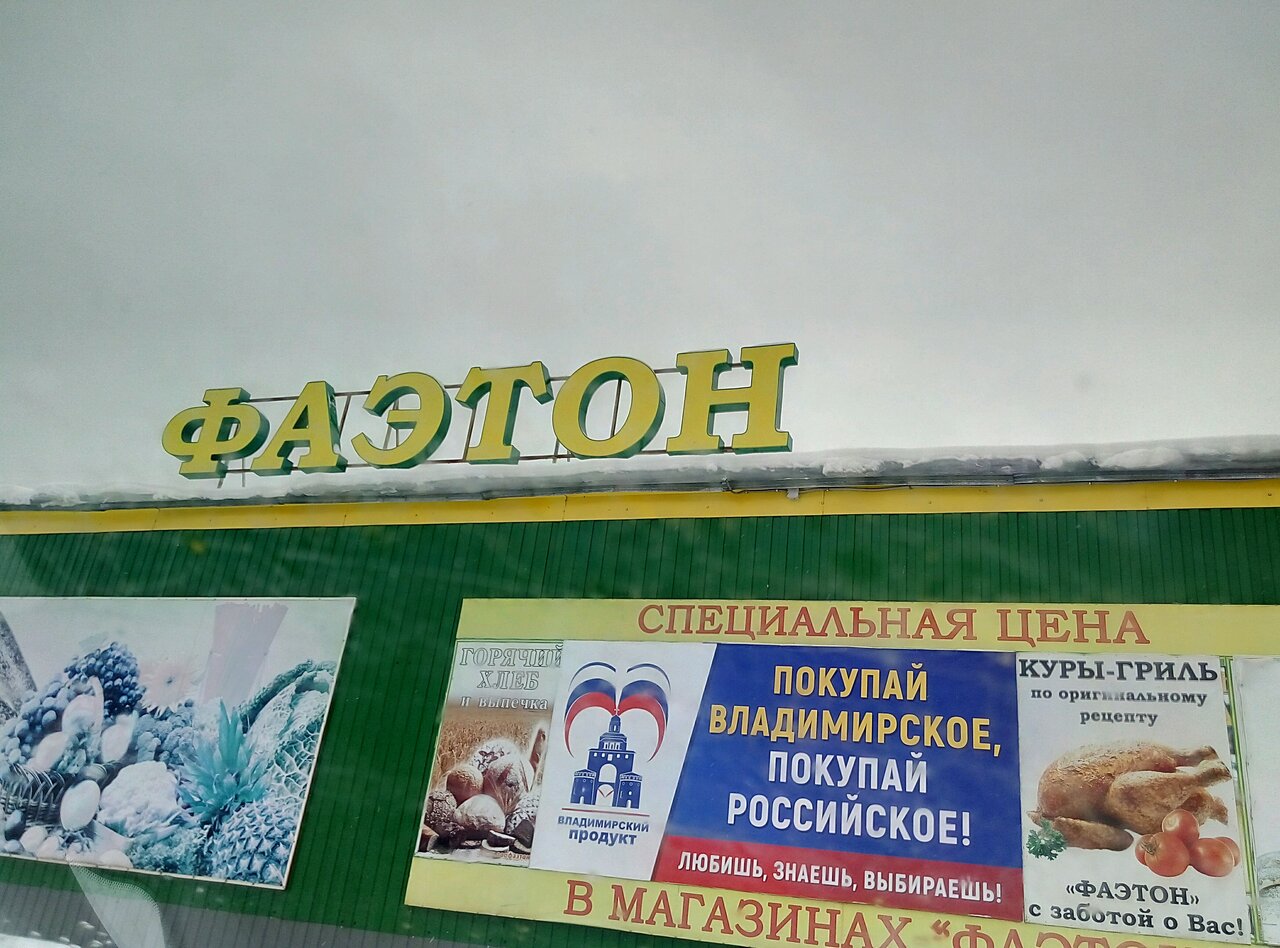 ФАЭТОН
СПЕЦИАЛЬНАЯ ЦЕНА
ГОРЯЧИЙ
ХЛЕБ
и выпечка
ВЛАДИМИРСКИЙ
продукт
ПОКУПАЙ
ВЛАДИМИРСКОЕ,
ПОКУПАЙ
РОССИЙСКОЕ!
ЛЮБИШЬ, ЗНАЕШЬ, ВЫБИРАЕШЬ!
КУРЫ-ГРИЛЬ
по оригинальному
рецепту
«ФАЭТОН»
с заботой о Вас!
В МАГАЗИНАХ "ФАЭТ